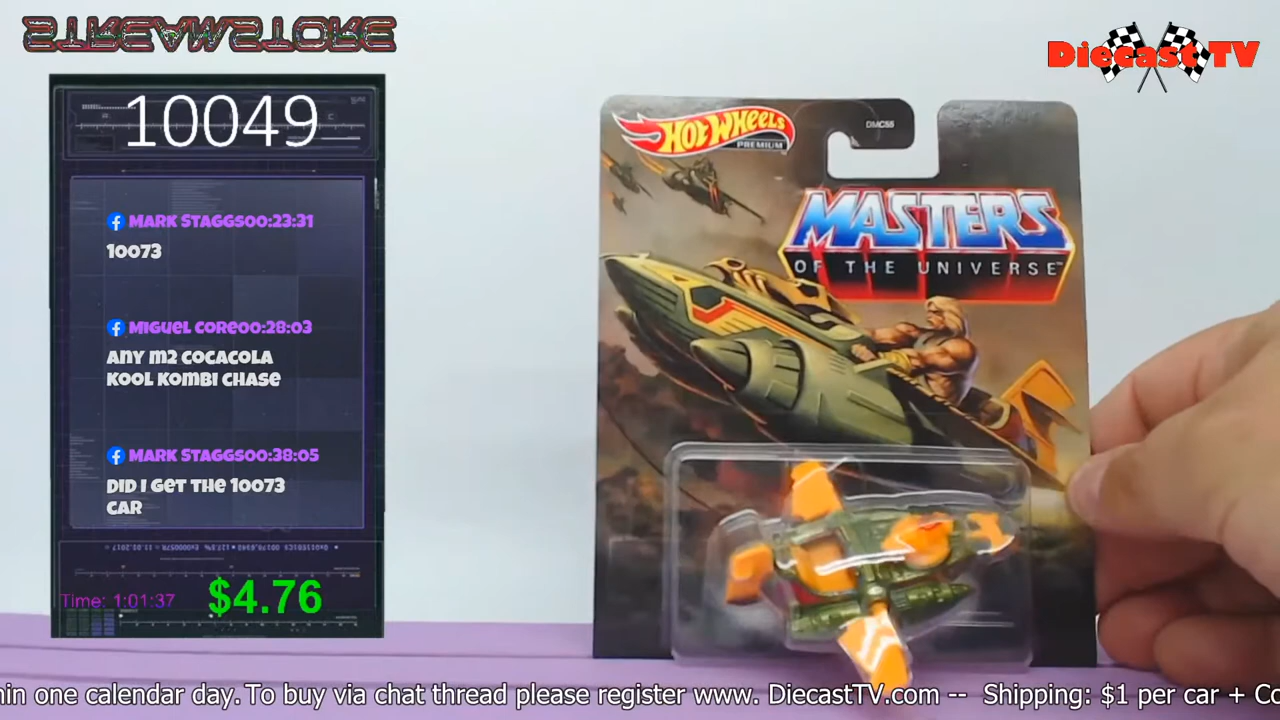 STREAMSTORE
Diecast TV
10049
MARK STAGGS00:23:31
10073
MIGUEL CORE00:28:03
ANY M2 COCACOLA
KOOL KOMBI CHASE
MARK STAGGS00:38:05
DID I GET THE 10073
CAR
Time: 1:01:37
$4.76
HOT WHEELS
PREMIUM
DMC55
MASTERS
OF THE UNIVERSE™
hin one calendar day. To buy via chat thread please register www. DiecastTV.com -- Shipping: $1 per car + Co